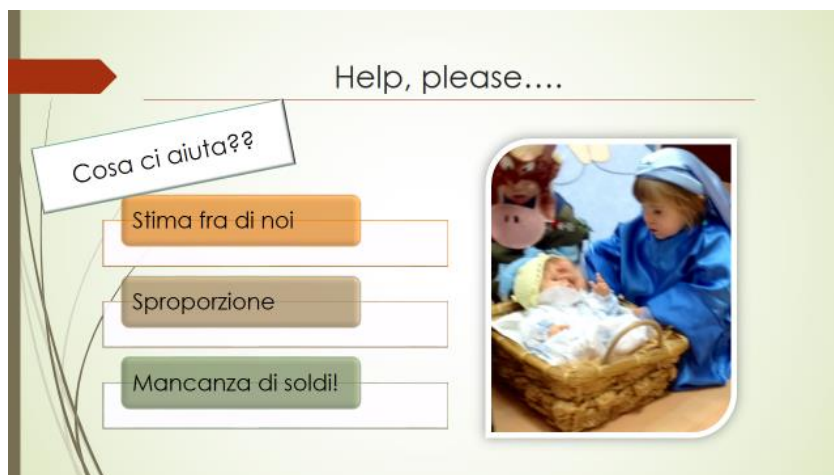 Help, please....
Cosa ci aiuta??
Stima fra di noi
Sproporzione
Mancanza di soldi!